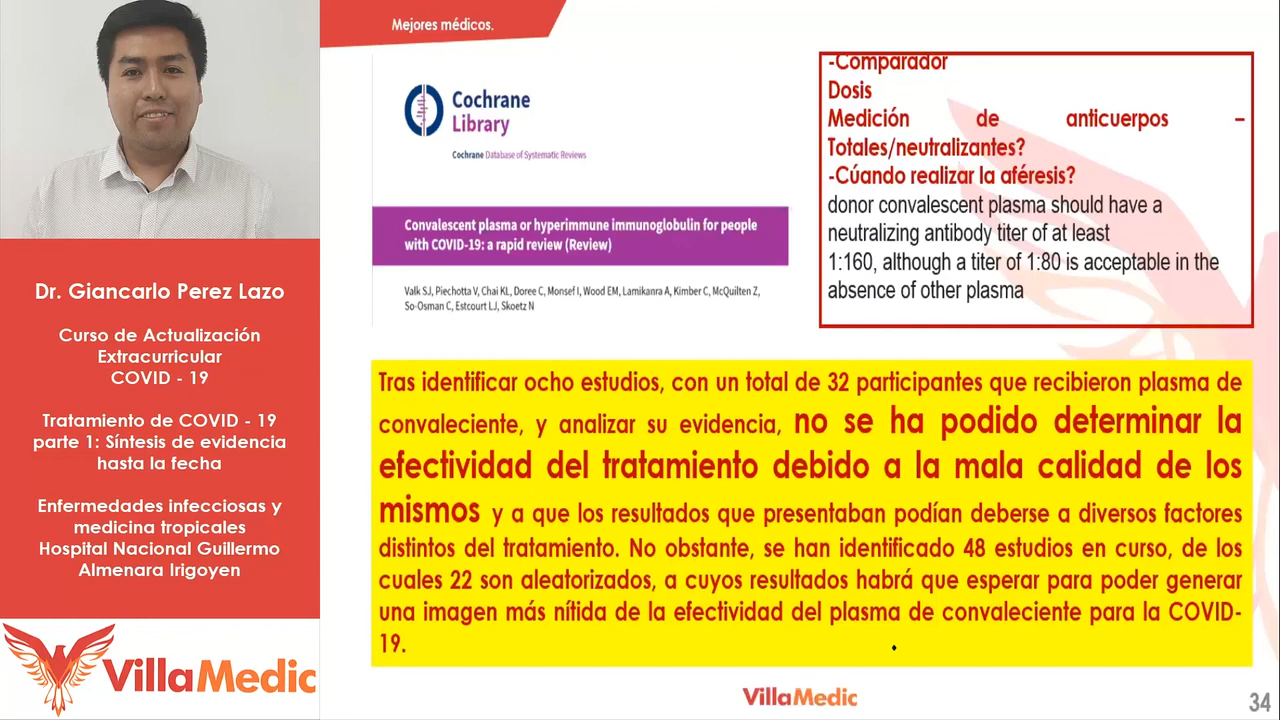 Mejores médicos.
Dr. Giancarlo Perez Lazo
Curso de Actualización
Extracurricular
COVID - 19
Tratamiento de COVID - 19
parte 1: Síntesis de evidencia
hasta la fecha
Enfermedades infecciosas y
medicina tropicales
Hospital Nacional Guillermo
Almenara Irigoyen
VillaMedic
Cochrane
Library
Cochrane Database of Systematic Reviews
Convalescent plasma or hyperimmune immunoglobulin for people
with COVID-19: a rapid review (Review)
Valk SJ, Piechotta V, Chai KL, Doree C, Monsef I, Wood EM, Lamikanra A, Kimber C, McQuilten Z,
So-Osman C, Estcourt LJ, Skoetz N
-Comparador
Dosis
Medición de anticuerpos –
Totales/neutralizantes?
-Cúando realizar la aféresis?
donor convalescent plasma should have a
neutralizing antibody titer of at least
1:160, although a titer of 1:80 is acceptable in the
absence of other plasma
Tras identificar ocho estudios, con un total de 32 participantes que recibieron plasma de
convaleciente, y analizar su evidencia, no se ha podido determinar la
efectividad del tratamiento debido a la mala calidad de los
mismos y a que los resultados que presentaban podían deberse a diversos factores
distintos del tratamiento. No obstante, se han identificado 48 estudios en curso, de los
cuales 22 son aleatorizados, a cuyos resultados habrá que esperar para poder generar
una imagen más nítida de la efectividad del plasma de convaleciente para la COVID-
19.
VillaMedic
34